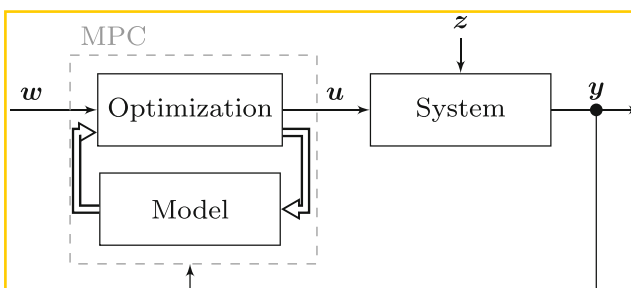 MPC
z
w
Optimization
u
System
y
Model